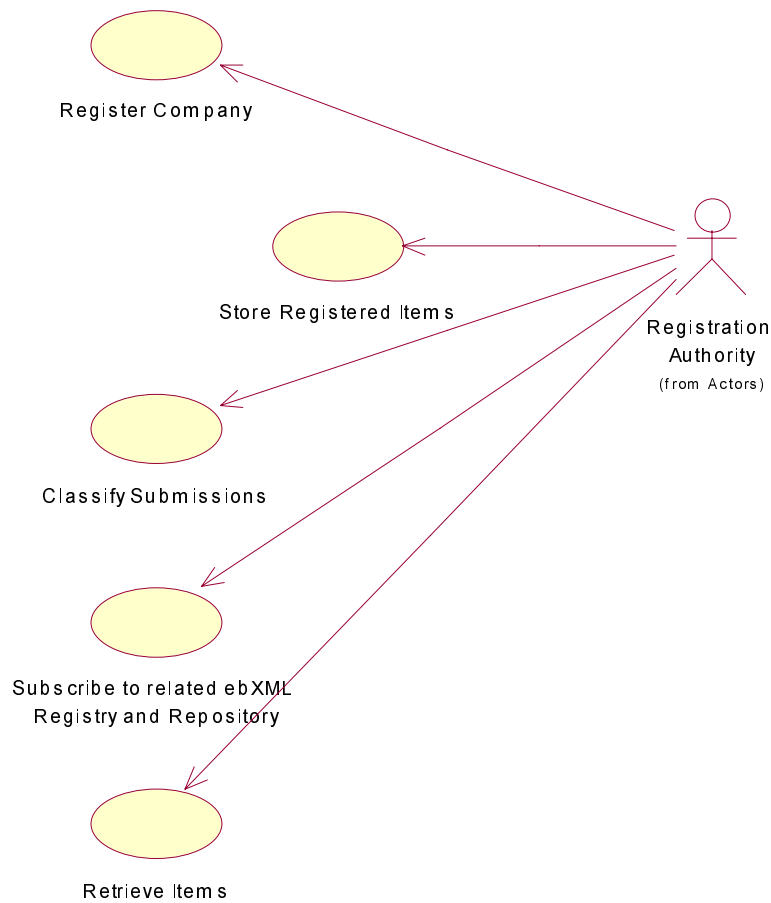 Register Company
Store Registered Items
Registration
Authority
(from Actors)
Classify Submissions
Subscribe to related ebXML
Registry and Repository
Retrieve Items